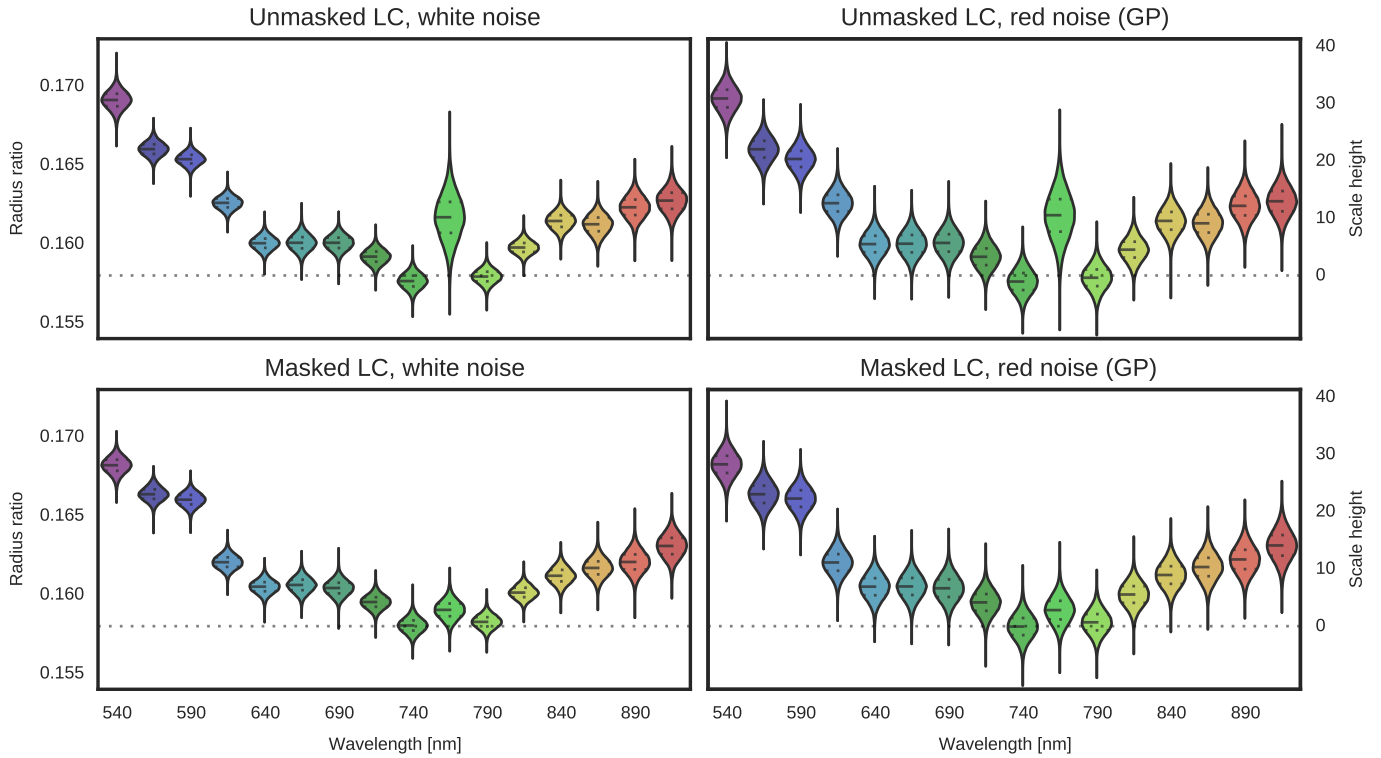 Unmasked LC, white noise
Unmasked LC, red noise (GP)
0.170
0.165
0.160
0.155
Radius ratio
40
30
20
10
0
Scale height
Masked LC, white noise
Masked LC, red noise (GP)
0.170
0.165
0.160
0.155
Radius ratio
40
30
20
10
0
Scale height
540 590 640 690 740 790 840 890
540 590 640 690 740 790 840 890
Wavelength [nm]
Wavelength [nm]